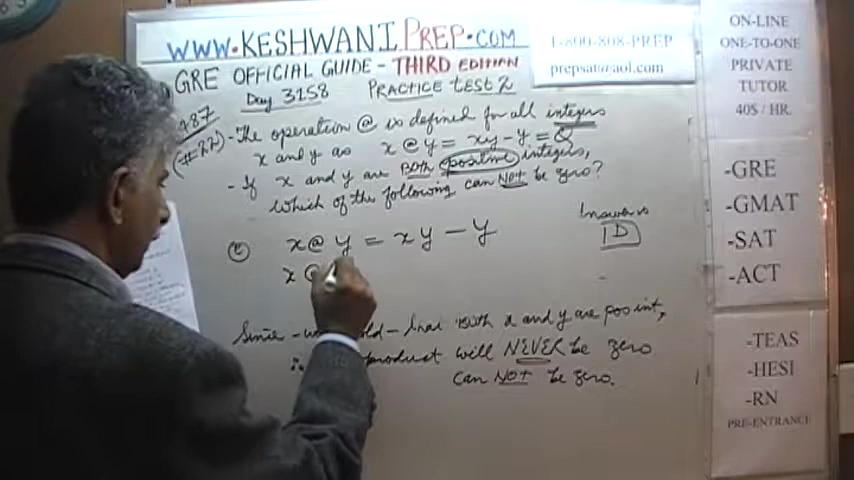 WWW.KESHWANIPREP.COM
1-800-808-PREP
prepsat@aol.com
GRE OFFICIAL GUIDE - THIRD EDITION
Day 3158 PRACTICE test 2
487
(#22) - The operation @ is defined for all integers
x and y as x @ y = xy - y =
- If x and y are BOTH positive integers,
which of the following can NOT be zero?
x @ y = xy - y
x @
Answer is
D
Since - that Both x and y are pos int,
∴ product will NEVER be zero
can NOT be zero.
ON-LINE
ONE-TO-ONE
PRIVATE
TUTOR
40$ / HR.
-GRE
-GMAT
-SAT
-ACT
-TEAS
-HESI
-RN
PRE-ENTRANCE